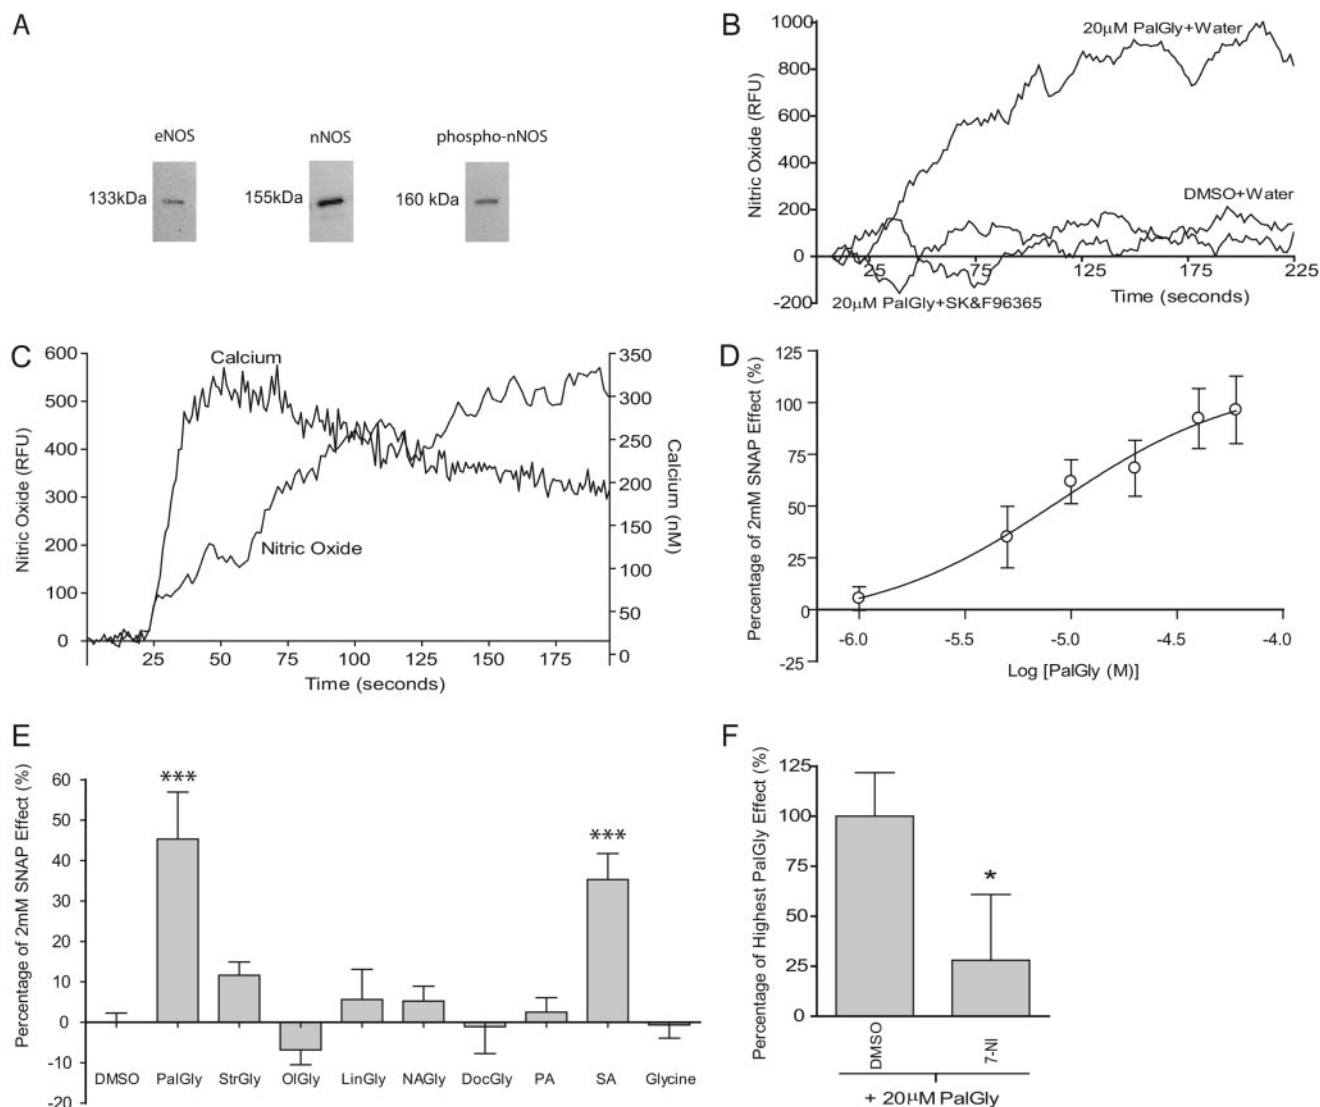 A
eNOS
nNOS
phospho-nNOS
133kDa
155kDa
160 kDa
B
Nitric Oxide (RFU)
1000
800
600
400
200
0
-200
20μM PalGly+Water
DMSO+Water
20μM PalGly+SK&F96365
25 75 125 175 225
Time (seconds)
C
Nitric Oxide (RFU)
600
500
400
300
200
100
0
Calcium
Nitric Oxide
350
300
250
200
150
100
50
0
Calcium (nM)
25 50 75 100 125 150 175
Time (seconds)
D
Percentage of 2mM SNAP Effect (%)
125
100
75
50
25
0
-25
-6.0 -5.5 -5.0 -4.5 -4.0
Log [PalGly (M)]
E
Percentage of 2mM SNAP Effect (%)
60
50
40
30
20
10
0
-10
-20
***
***
DMSO PalGly StrGly OlGly LinGly NAGly DocGly PA SA Glycine
F
Percentage of Highest PalGly Effect (%)
125
100
75
50
25
0
*
DMSO
7-NI
+ 20μM PalGly